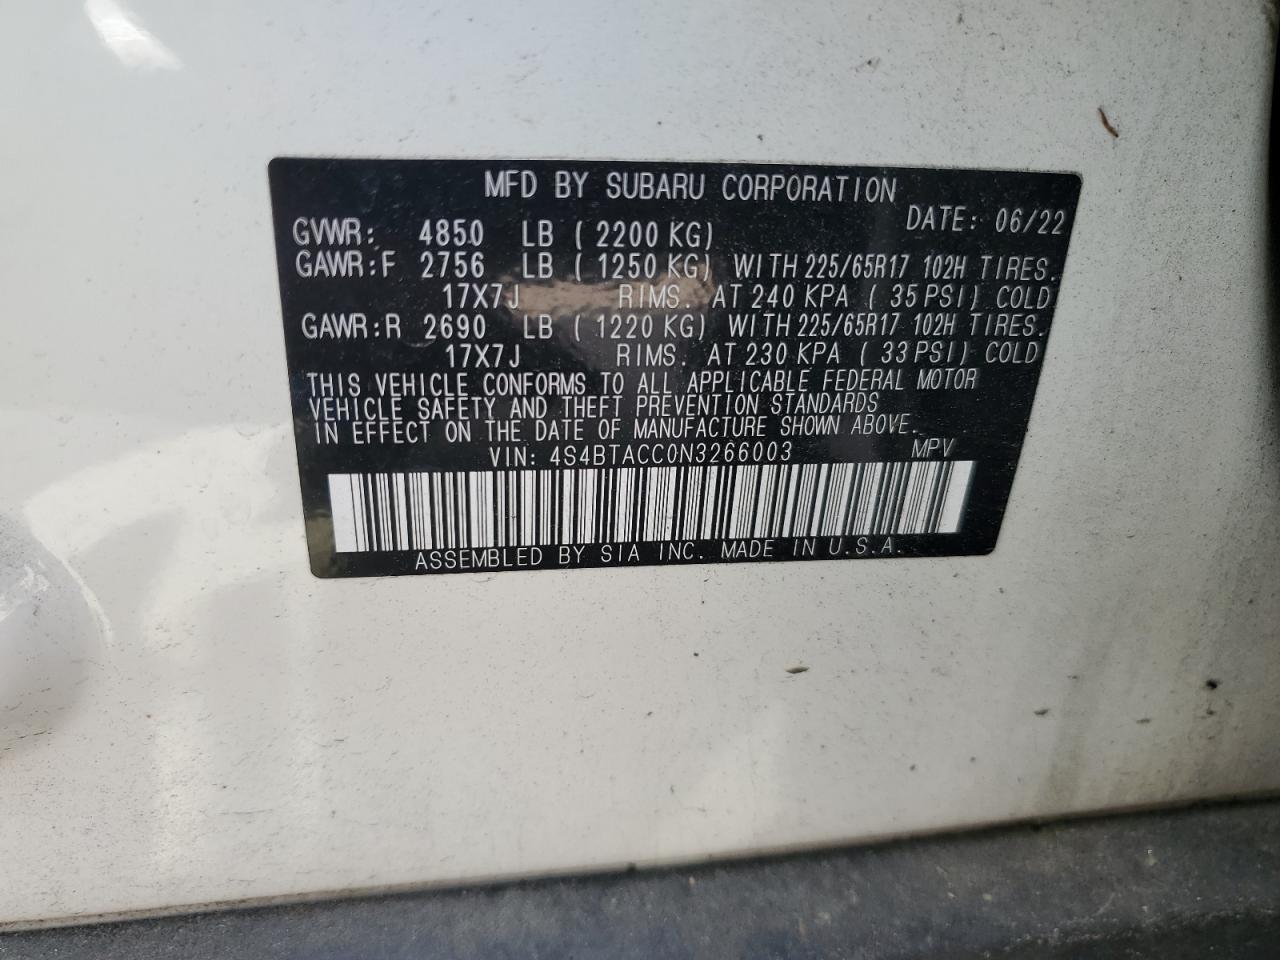 MFD BY SUBARU CORPORATION
DATE: 06/22
GVWR: 4850 LB ( 2200 KG)
GAWR:F 2756 LB ( 1250 KG) WITH 225/65R17 102H TIRES.
17X7J RIMS. AT 240 KPA ( 35 PSI) COLD
GAWR:R 2690 LB ( 1220 KG) WITH 225/65R17 102H TIRES.
17X7J RIMS. AT 230 KPA ( 33 PSI) COLD
THIS VEHICLE CONFORMS TO ALL APPLICABLE FEDERAL MOTOR
VEHICLE SAFETY AND THEFT PREVENTION STANDARDS
IN EFFECT ON THE DATE OF MANUFACTURE SHOWN ABOVE.
VIN: 4S4BTACC0N3266003 MPV
ASSEMBLED BY SIA INC. MADE IN U.S.A.